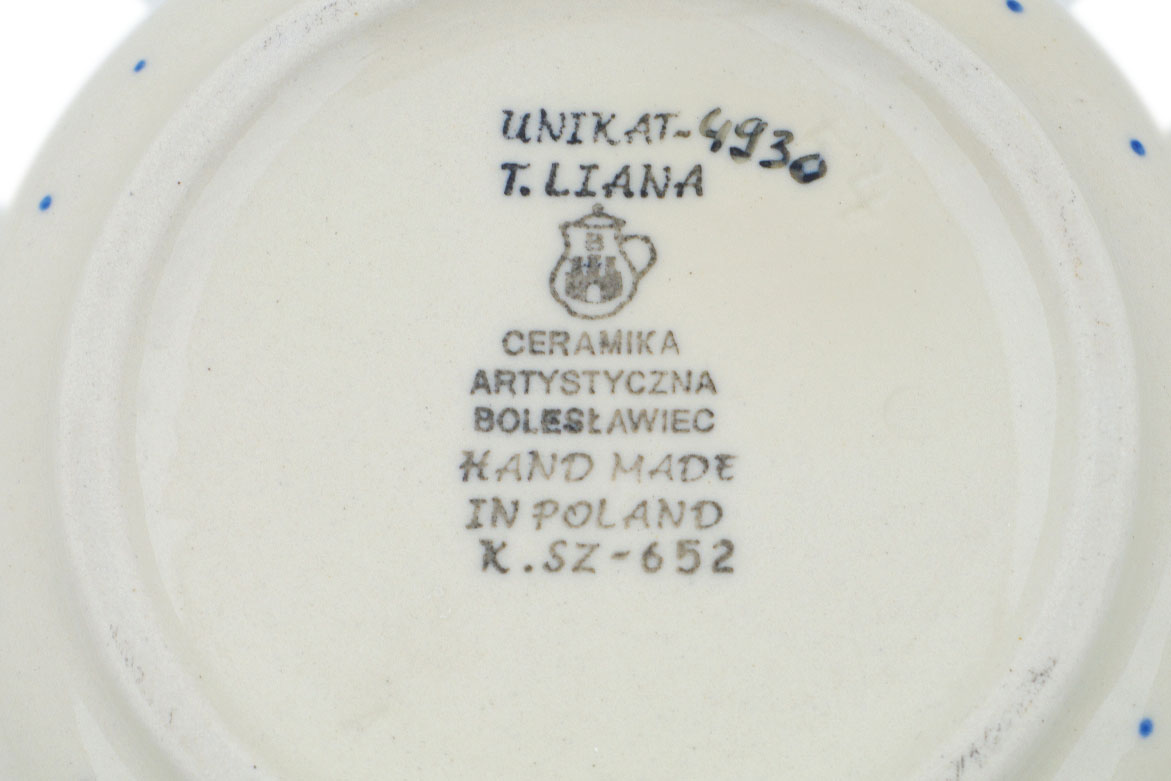 UNIKAT-4930
T. LIANA
CERAMIKA
ARTYSTYCZNA
BOLESŁAWIEC
HAND MADE
IN POLAND
K.SZ-652